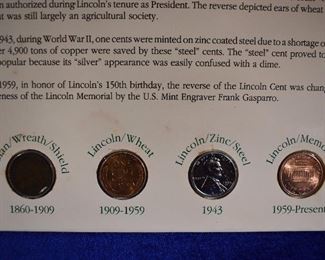 n authorized during Lincoln's tenure as President. The reverse depicted ears of wheat
t was still largely an agricultural society.
943, during World War II, one cents were minted on zinc coated steel due to a shortage o
er 4,900 tons of copper were saved by these "steel" cents. The "steel" cent proved to
popular because its "silver" appearance was easily confused with a dime.
1959, in honor of Lincoln's 150th birthday, the reverse of the Lincoln Cent was chang
eness of the Lincoln Memorial by the U.S. Mint Engraver Frank Gasparro.
ian/Wreath/Shield
Lincoln/Wheat
Lincoln/Zinc/Steel
Lincoln/Memo
1860-1909
1909-1959
1943
1959-Present